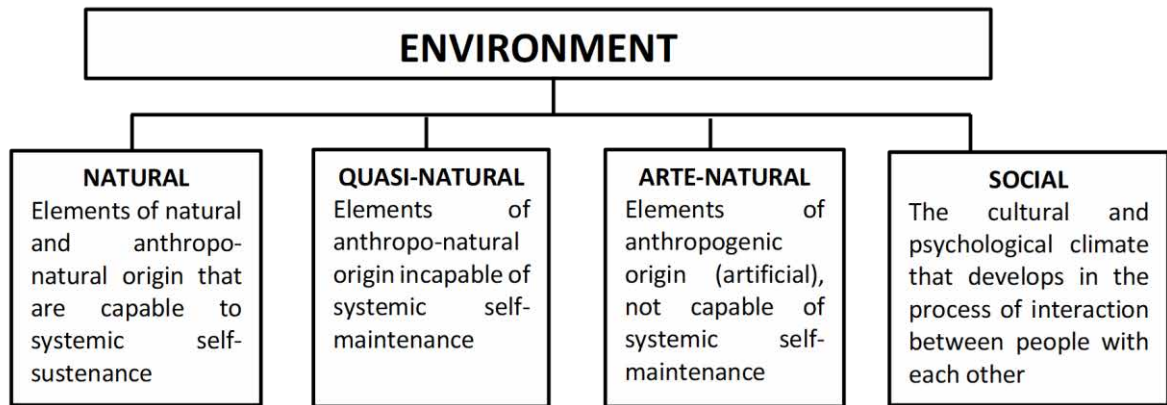 ENVIRONMENT
NATURAL
Elements of natural
and anthropo-
natural origin that
are capable to
systemic self-
sustenance
QUASI-NATURAL
Elements of
anthropo-natural
origin incapable of
systemic self-
maintenance
ARTE-NATURAL
Elements of
anthropogenic
origin (artificial),
not capable of
systemic self-
maintenance
SOCIAL
The cultural and
psychological climate
that develops in the
process of interaction
between people with
each other